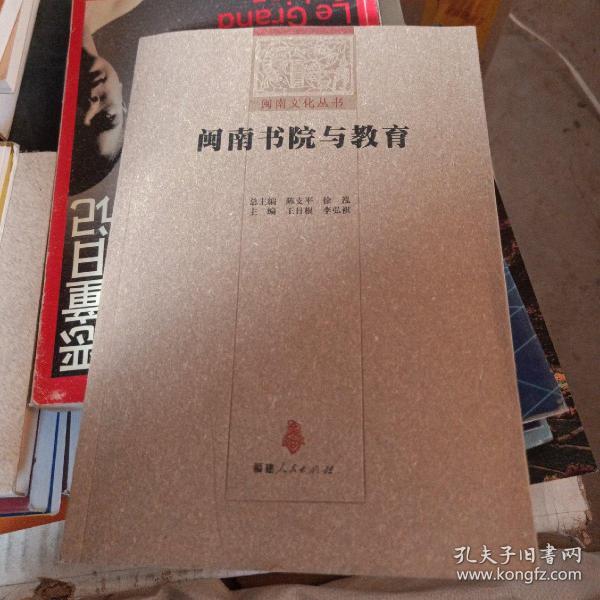 Le Grand
闽南文化丛书
闽南书院与教育
总主编 陈支平 徐泓
主编 王日根 李弘祺
福建人民出版社
孔夫子旧书网
www.kongfz.com